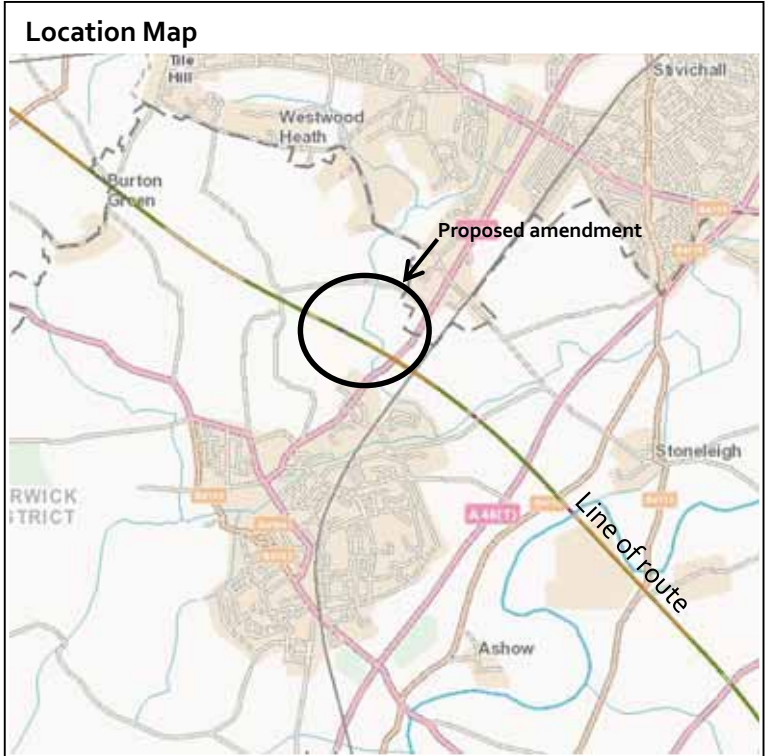 Location Map
Tile
Hill
Stivichall
Westwood
Heath
Burton
Green
Proposed amendment
Stoneleigh
RWICK
STRICT
A 46(T)
Line of route
Ashow